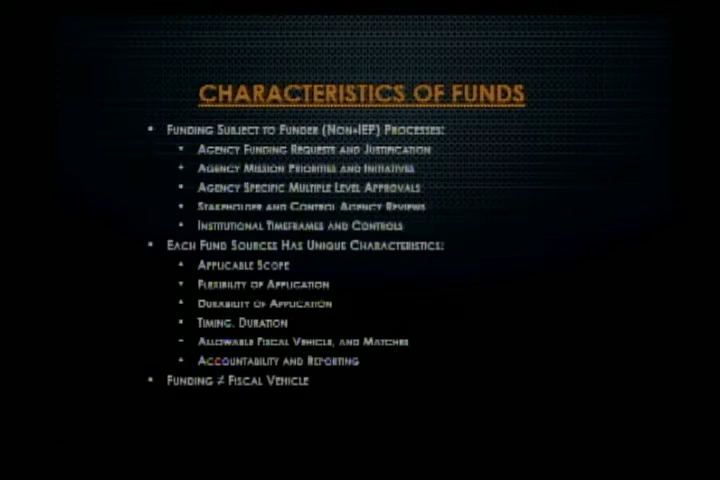 CHARACTERISTICS OF FUNDS
• FUNDING SUBJECT TO FUNDER (NON-IEP) PROCESSES:
• AGENCY FUNDING REQUESTS AND JUSTIFICATION
• AGENCY MISSION PRIORITIES AND INITIATIVES
• AGENCY SPECIFIC MULTIPLE LEVEL APPROVALS
• STAKEHOLDER AND CONTROL AGENCY REVIEWS
• INSTITUTIONAL TIMEFRAMES AND CONTROLS
• EACH FUND SOURCES HAS UNIQUE CHARACTERISTICS:
• APPLICABLE SCOPE
• FLEXIBILITY OF APPLICATION
• DURABILITY OF APPLICATION
• TIMING, DURATION
• ALLOWABLE FISCAL VEHICLE, AND MATCHES
• ACCOUNTABILITY AND REPORTING
• FUNDING ≠ FISCAL VEHICLE